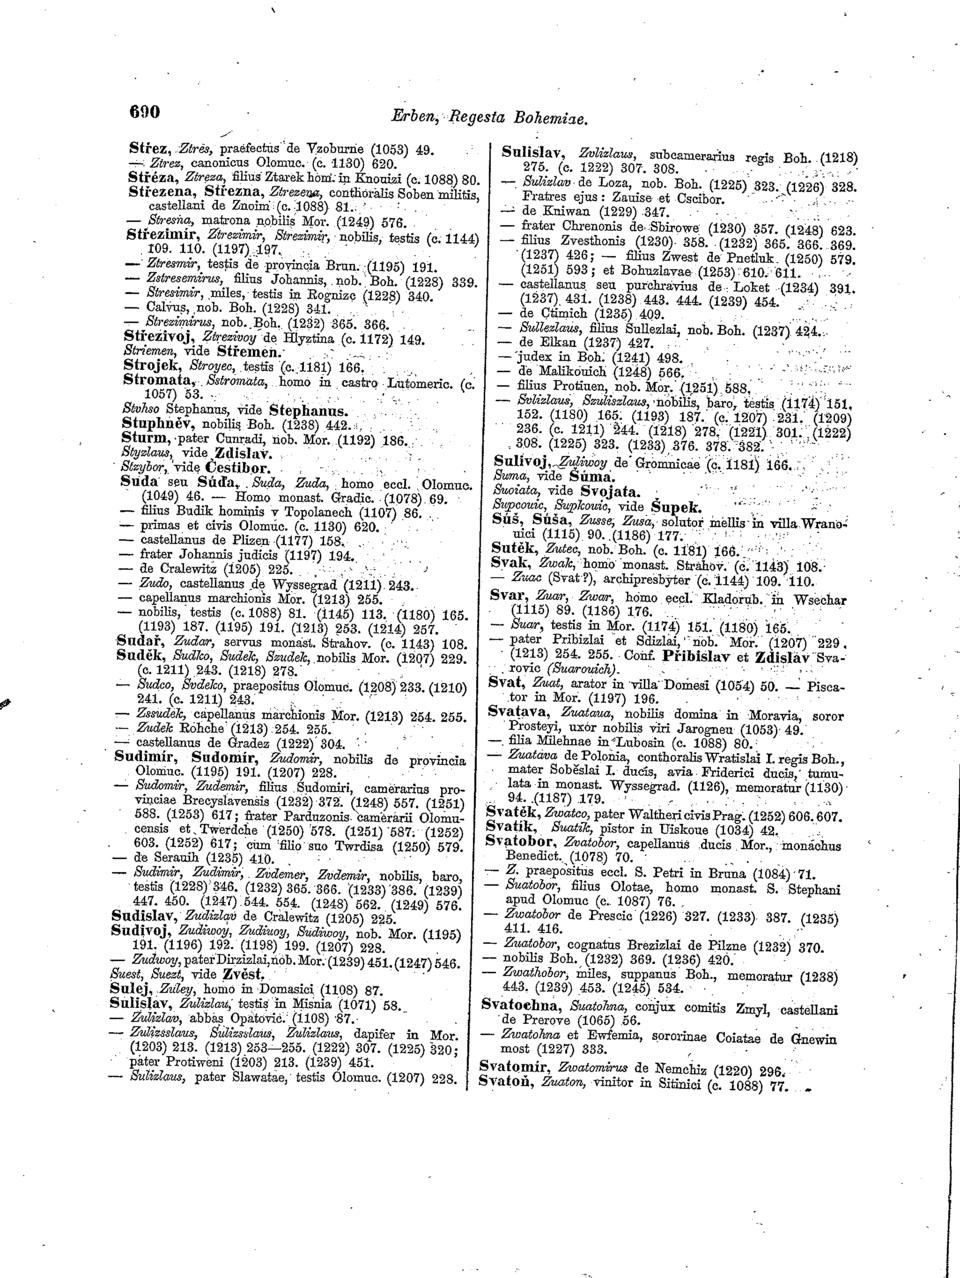 690
Erben, Regesta Bohemiae.
Střez, Ztrès, praefectus de Vzoburne (1053) 49.
— Ztrez, canonicus Olomuc. (c. 1130) 620.
Střéza, Ztręza, filius Ztarek hom. in Knouizi (c. 1088) 80.
Střezena, Střezna, Ztrezena, conthoralis Soben militis,
castellani de Znoim (c. 1088) 81.
— Stresna, matrona nobilis Mor. (1249) 576.
Střezimír, Ztrezimir, Strezimir, nobilis, testis (c. 1144)
109. 110. (1197) 197.
— Ztresmir, testis de provincia Brun. (1195) 191.
— Zstresemirus, filius Johannis, nob. Boh. (1228) 339.
— Stresimir, miles, testis in Rognizc (1228) 340.
— Calvus, nob. Boh. (1228) 341.
— Strezimirus, nob. Boh. (1232) 365. 366.
Střezivoj, Ztrezivoy de Hlyztina (c. 1172) 149.
Striemen, vide Střemen.
Strojek, Stroyec, testis (c. 1181) 166.
Stromata, Sstromata, homo in castro Lutomeric. (c.
1057) 53.
Stvhso Stephanus, vide Stephanus.
Stuphněv, nobilis Boh. (1238) 442.
Sturm, pater Cunradi, nob. Mor. (1192) 186.
Styzlaus, vide Zdislav.
Stzybor, vide Čestibor.
Suda seu Súďa, Suda, Zuda, homo eccl. Olomuc.
(1049) 46. — Homo monast. Gradic. (1078) 69.
— filius Budik hominis v Topolanech (1107) 86.
— primas et civis Olomuc. (c. 1130) 620.
— castellanus de Plizen (1177) 158.
— frater Johannis judicis (1197) 194.
— de Cralewitz (1205) 225.
— Zudo, castellanus de Wyssegrad (1211) 243.
— capellanus marchionis Mor. (1213) 255.
— nobilis, testis (c. 1088) 81. (1145) 113. (1180) 165.
(1193) 187. (1195) 191. (1213) 253. (1214) 257.
Sudař, Zudar, servus monast. Strahov. (c. 1143) 108.
Suděk, Sudko, Sudek, Szudek, nobilis Mor. (1207) 229.
(c. 1211) 243. (1218) 278.
— Sudco, Svdeko, praepositus Olomuc. (1208) 233. (1210)
241. (c. 1211) 243.
— Zssudek, capellanus marchionis Mor. (1213) 254. 255.
— Zudek Rohche (1213) 254. 255.
— castellanus de Gradez (1222) 304.
Sudimír, Sudomír, Zudomir, nobilis de provincia
Olomuc. (1195) 191. (1207) 228.
— Sudomir, Zudemir, filius Sudomiri, camerarius pro-
vinciae Brecyslavensis (1232) 372. (1248) 557. (1251)
588. (1253) 617; frater Parduzonis camerarii Olomu-
censis et Twerdche (1250) 578. (1251) 587. (1252)
603. (1252) 617; cum filio suo Twrdisa (1250) 579.
— de Serauih (1235) 410.
— Sudimir, Zudimir, Zvdemer, Zvdemir, nobilis, baro,
testis (1228) 346. (1232) 365. 366. (1233) 386. (1239)
447. 450. (1247) 544. 554. (1248) 562. (1249) 576.
Sudislav, Zudizlav de Cralewitz (1205) 225.
Sudivoj, Zudiwoy, Zudiuoy, Sudiwoy, nob. Mor. (1195)
191. (1196) 192. (1198) 199. (1207) 228.
— Zudwoy, pater Dirzizlai, nob. Mor. (1239) 451. (1247) 546.
Suest, Suezt, vide Zvěst.
Sulej, Zuley, homo in Domasici (1108) 87.
Sulislav, Zulizlau, testis in Misnia (1071) 58.
— Zulizlav, abbas Opatovic. (1108) 87.
— Zulizsslaus, Sulizsslaus, Zulizlaus, dapifer in Mor.
(1203) 213. (1213) 253—255. (1222) 307. (1225) 320;
pater Protiweni (1203) 213. (1239) 451.
— Sulizlaus, pater Slawatae, testis Olomuc. (1207) 228.
Sulislav, Zvlizlaus, subcamerarius regis Boh. (1218)
275. (c. 1222) 307. 308.
— Sulizlav de Loza, nob. Boh. (1225) 323. (1226) 328.
Fratres ejus: Zauise et Cscibor.
— de Kniwan (1229) 347.
— frater Chrenonis de Sbirowe (1230) 357. (1248) 623.
— filius Zvesthonis (1230) 358. (1232) 365. 366. 369.
(1237) 426; — filius Zwest de Pnetluk. (1250) 579.
(1251) 593; et Bohuzlavae (1253) 610. 611.
— castellanus seu purchravius de Loket (1234) 391.
(1237) 431. (1238) 443. 444. (1239) 454.
— de Ctimich (1235) 409.
— Sullezlaus, filius Sullezlai, nob. Boh. (1237) 424.
— de Elkan (1237) 427.
— judex in Boh. (1241) 498.
— de Malikouich (1248) 566.
— filius Protiuen, nob. Mor. (1251) 588.
— Svlizlaus, Szuliszlaus, nobilis, baro, testis (1174) 151.
152. (1180) 165. (1193) 187. (c. 1207) 231. (1209)
236. (c. 1211) 244. (1218) 278. (1221) 301. (1222)
308. (1225) 323. (1233) 376. 378. 382.
Sulivoj, Zuliwoy de Gromnicae (c. 1181) 166.
Suma, vide Súma.
Suoiata, vide Svojata.
Supcouic, Supkouic, vide Šupek.
Súš, Súša, Zusse, Zusa, solutor mellis in villa Wrano-
uici (1115) 90. (1186) 177.
Sutěk, Zutec, nob. Boh. (c. 1181) 166.
Svak, Zwak, homo monast. Strahov. (c. 1143) 108.
— Zuac (Svat?), archipresbyter (c. 1144) 109. 110.
Svar, Zuar, Zwar, homo eccl. Kladorub. in Wsechar
(1115) 89. (1186) 176.
— Suar, testis in Mor. (1174) 151. (1180) 165.
— pater Pribizlai et Sdizlai, nob. Mor. (1207) 229.
(1213) 254. 255. Conf. Přibislav et Zdislav Sva-
rovic (Suarouich).
Svat, Zuat, arator in villa Domesi (1054) 50. — Pisca-
tor in Mor. (1197) 196.
Svatava, Zuataua, nobilis domina in Moravia, soror
Prosteyi, uxor nobilis viri Jarogneu (1053) 49.
— filia Milehnae in Lubosin (c. 1088) 80.
— Zuatava de Polonia, conthoralis Wratislai I. regis Boh.,
mater Soběslai I. ducis, avia Friderici ducis, tumu-
lata in monast. Wyssegrad. (1126), memoratur (1130)
94. (1187) 179.
Svatěk, Zwatco, pater Waltheri civis Prag. (1252) 606. 607.
Svatík, Suatik, pistor in Uiskoue (1034) 42.
Svatobor, Zvatobor, capellanus ducis Mor., monachus
Benedict. (1078) 70.
— Z. praepositus eccl. S. Petri in Bruna (1084) 71.
— Suatobor, filius Olotae, homo monast. S. Stephani
apud Olomuc (c. 1087) 76.
— Zwatobor de Prescic (1226) 327. (1233) 387. (1235)
411. 416.
— Zuatobor, cognatus Brezizlai de Pilzne (1232) 370.
— nobilis Boh. (1232) 369. (1236) 420.
— Zwathobor, miles, suppanus Boh., memoratur (1238)
443. (1239) 453. (1245) 534.
Svatochna, Suatohna, conjux comitis Zmyl, castellani
de Prerove (1065) 56.
— Zwatohna et Ewfemia, sororinae Coiatae de Gnewin
most (1227) 333.
Svatomír, Zwatomirus de Nemchiz (1220) 296.
Svatoň, Zuaton, vinitor in Sitinici (c. 1088) 77.